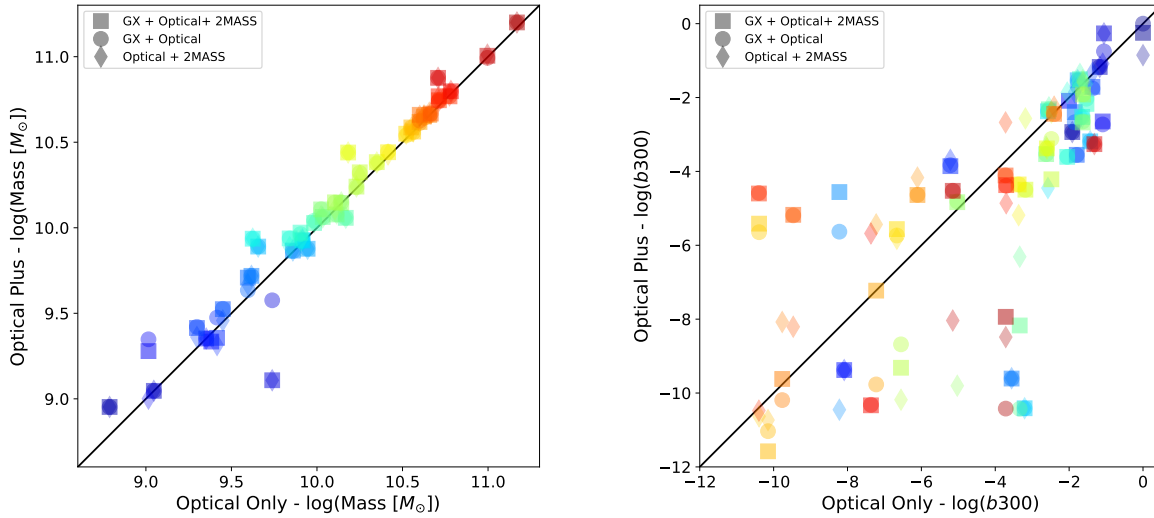 GX + Optical+ 2MASS
GX + Optical
Optical + 2MASS
Optical Plus - log(Mass [M⊙])
11.0
10.5
10.0
9.5
9.0
9.0 9.5 10.0 10.5 11.0
Optical Only - log(Mass [M⊙])
GX + Optical+ 2MASS
GX + Optical
Optical + 2MASS
Optical Plus - log(b300)
0
−2
−4
−6
−8
−10
−12
−12 −10 −8 −6 −4 −2 0
Optical Only - log(b300)